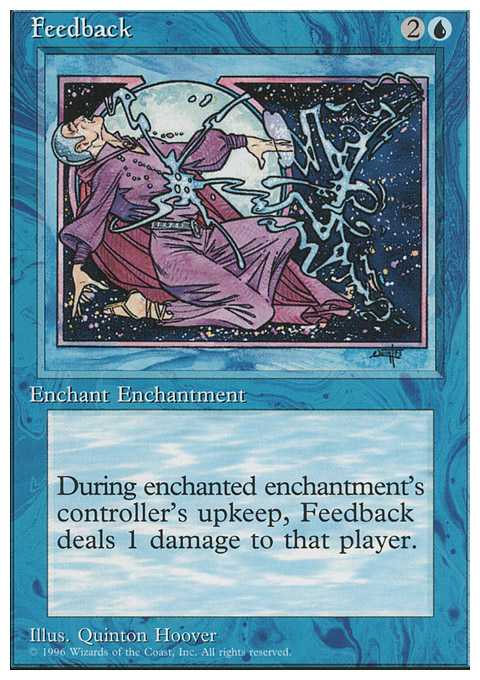 Feedback 2
Enchant Enchantment
During enchanted enchantment's
controller's upkeep, Feedback
deals 1 damage to that player.
Illus. Quinton Hoover
© 1996 Wizards of the Coast, Inc. All rights reserved.